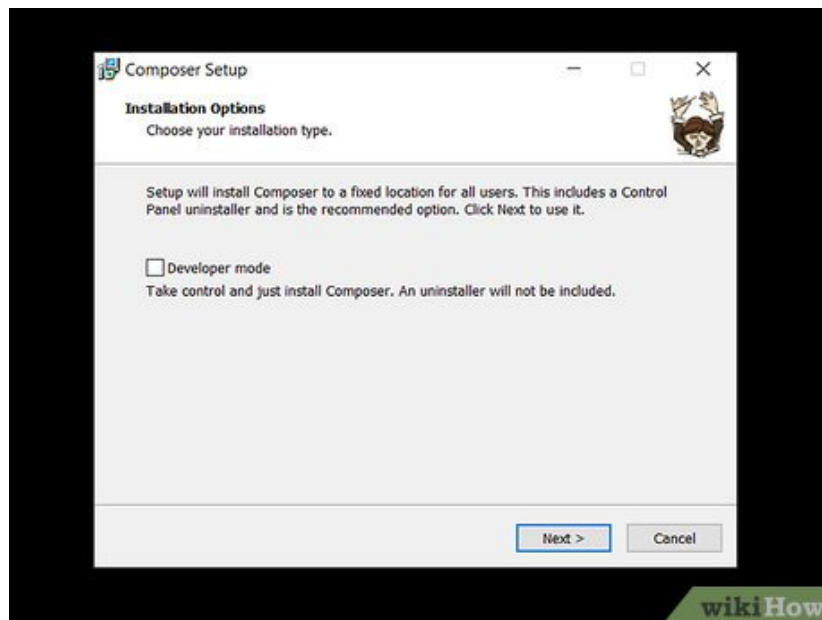 Composer Setup
Installation Options
Choose your installation type.
Setup will install Composer to a fixed location for all users. This includes a Control
Panel uninstaller and is the recommended option. Click Next to use it.
Developer mode
Take control and just install Composer. An uninstaller will not be included.
Next >
Cancel
wikiHow